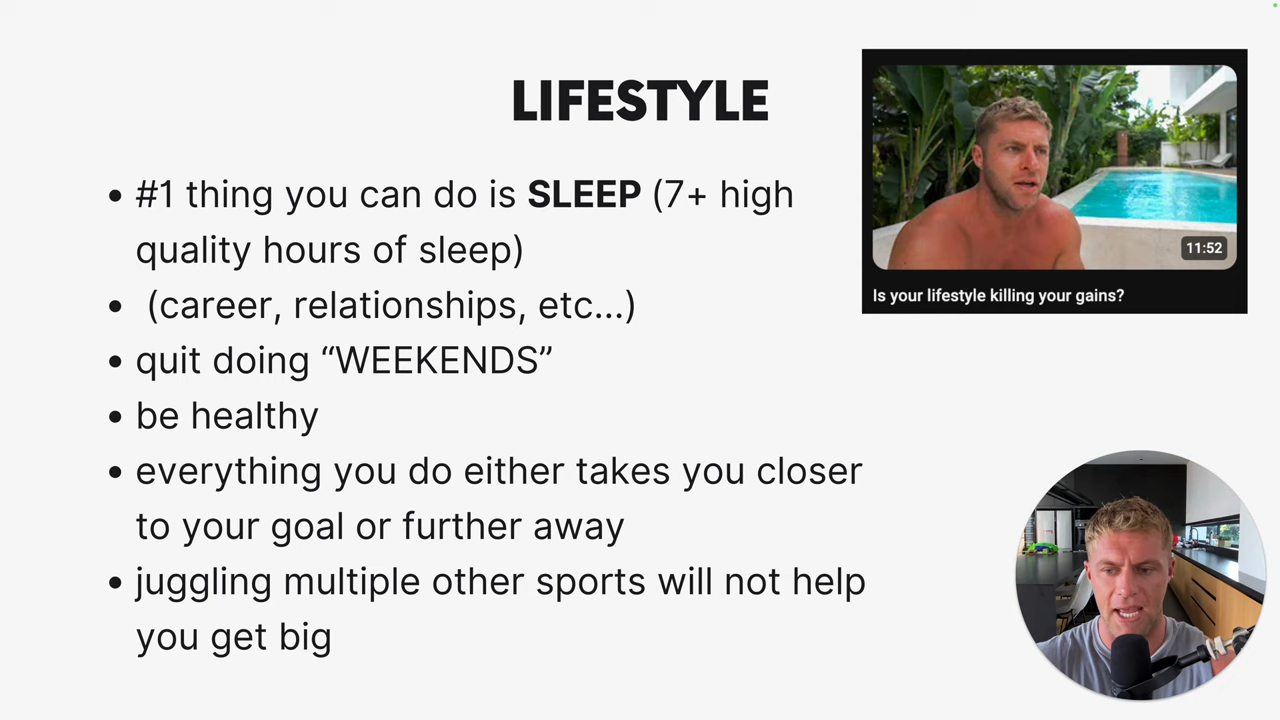 LIFESTYLE
• #1 thing you can do is SLEEP (7+ high
quality hours of sleep)
• (career, relationships, etc...)
• quit doing “WEEKENDS”
• be healthy
• everything you do either takes you closer
to your goal or further away
• juggling multiple other sports will not help
you get big
11:52
Is your lifestyle killing your gains?